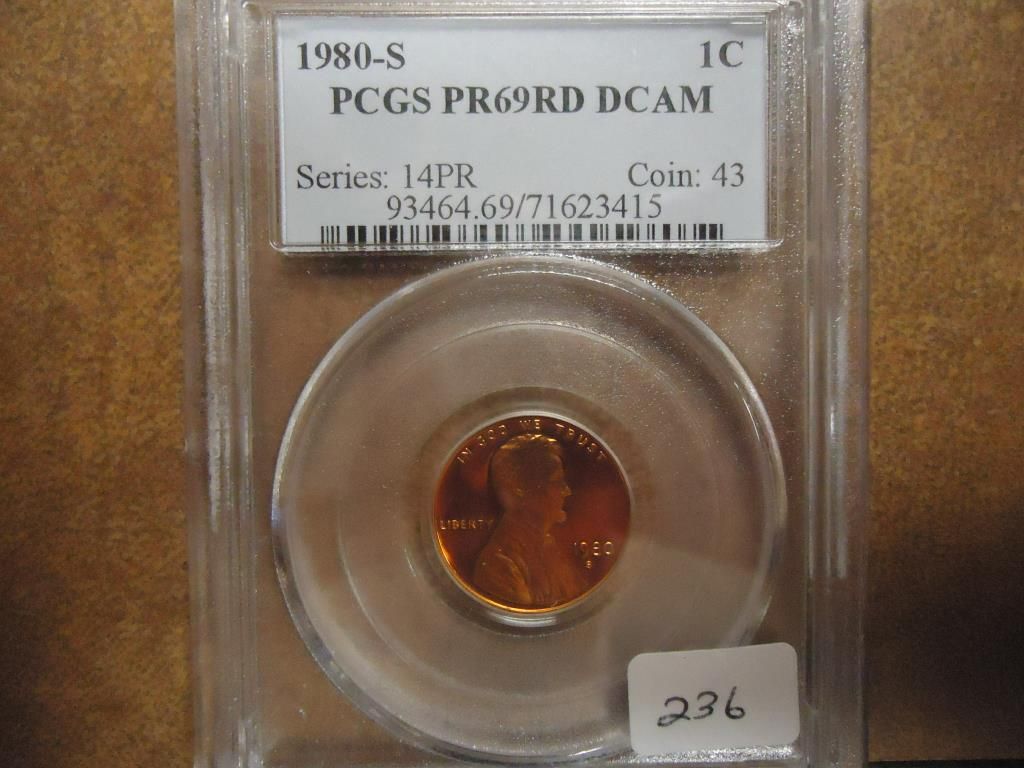 1980-S 1C
PCGS PR69RD DCAM
Series: 14PR Coin: 43
93464.69/71623415
IN GOD WE TRUST
LIBERTY
1980
S
236